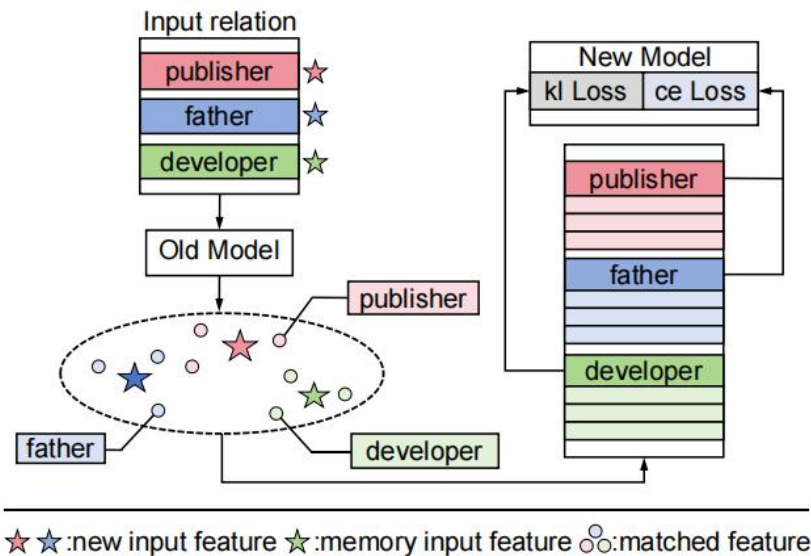 Input relation
publisher
father
developer
Old Model
publisher
father
developer
New Model
kl Loss
ce Loss
publisher
father
developer
:new input feature
:memory input feature
:matched feature